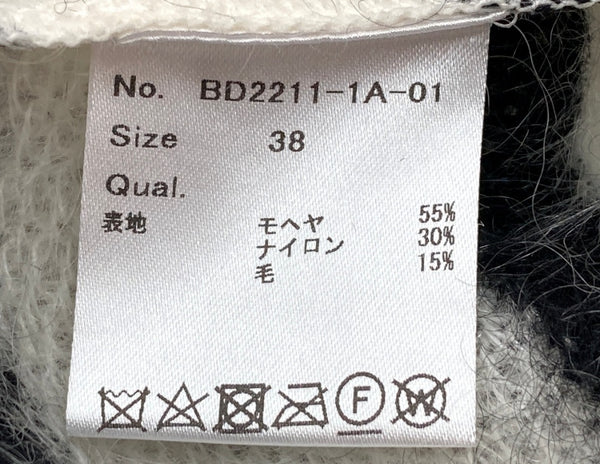 No. BD2211-1A-01
Size 38
Qual.
表地 モヘヤ 55%
ナイロン 30%
毛 15%
F W